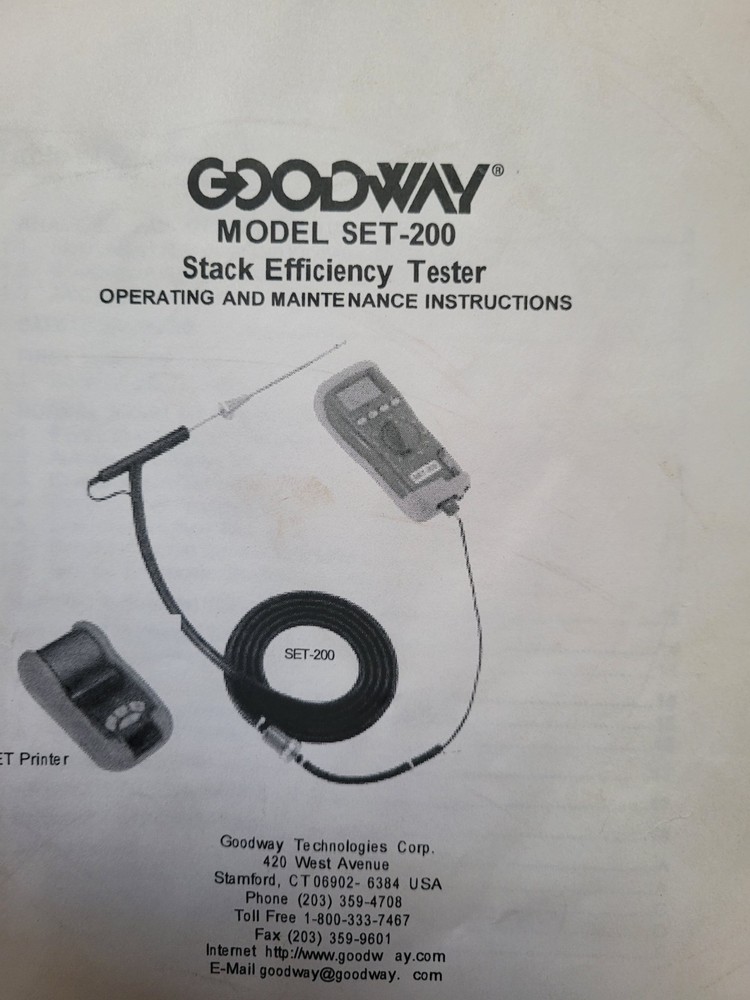 GOODWAY®
MODEL SET-200
Stack Efficiency Tester
OPERATING AND MAINTENANCE INSTRUCTIONS
SET-200
SET-200
ET Printer
Goodway Technologies Corp.
420 West Avenue
Stamford, CT 06902- 6384 USA
Phone (203) 359-4708
Toll Free 1-800-333-7467
Fax (203) 359-9601
Internet http://www.goodw ay.com
E-Mail goodway@goodway. com